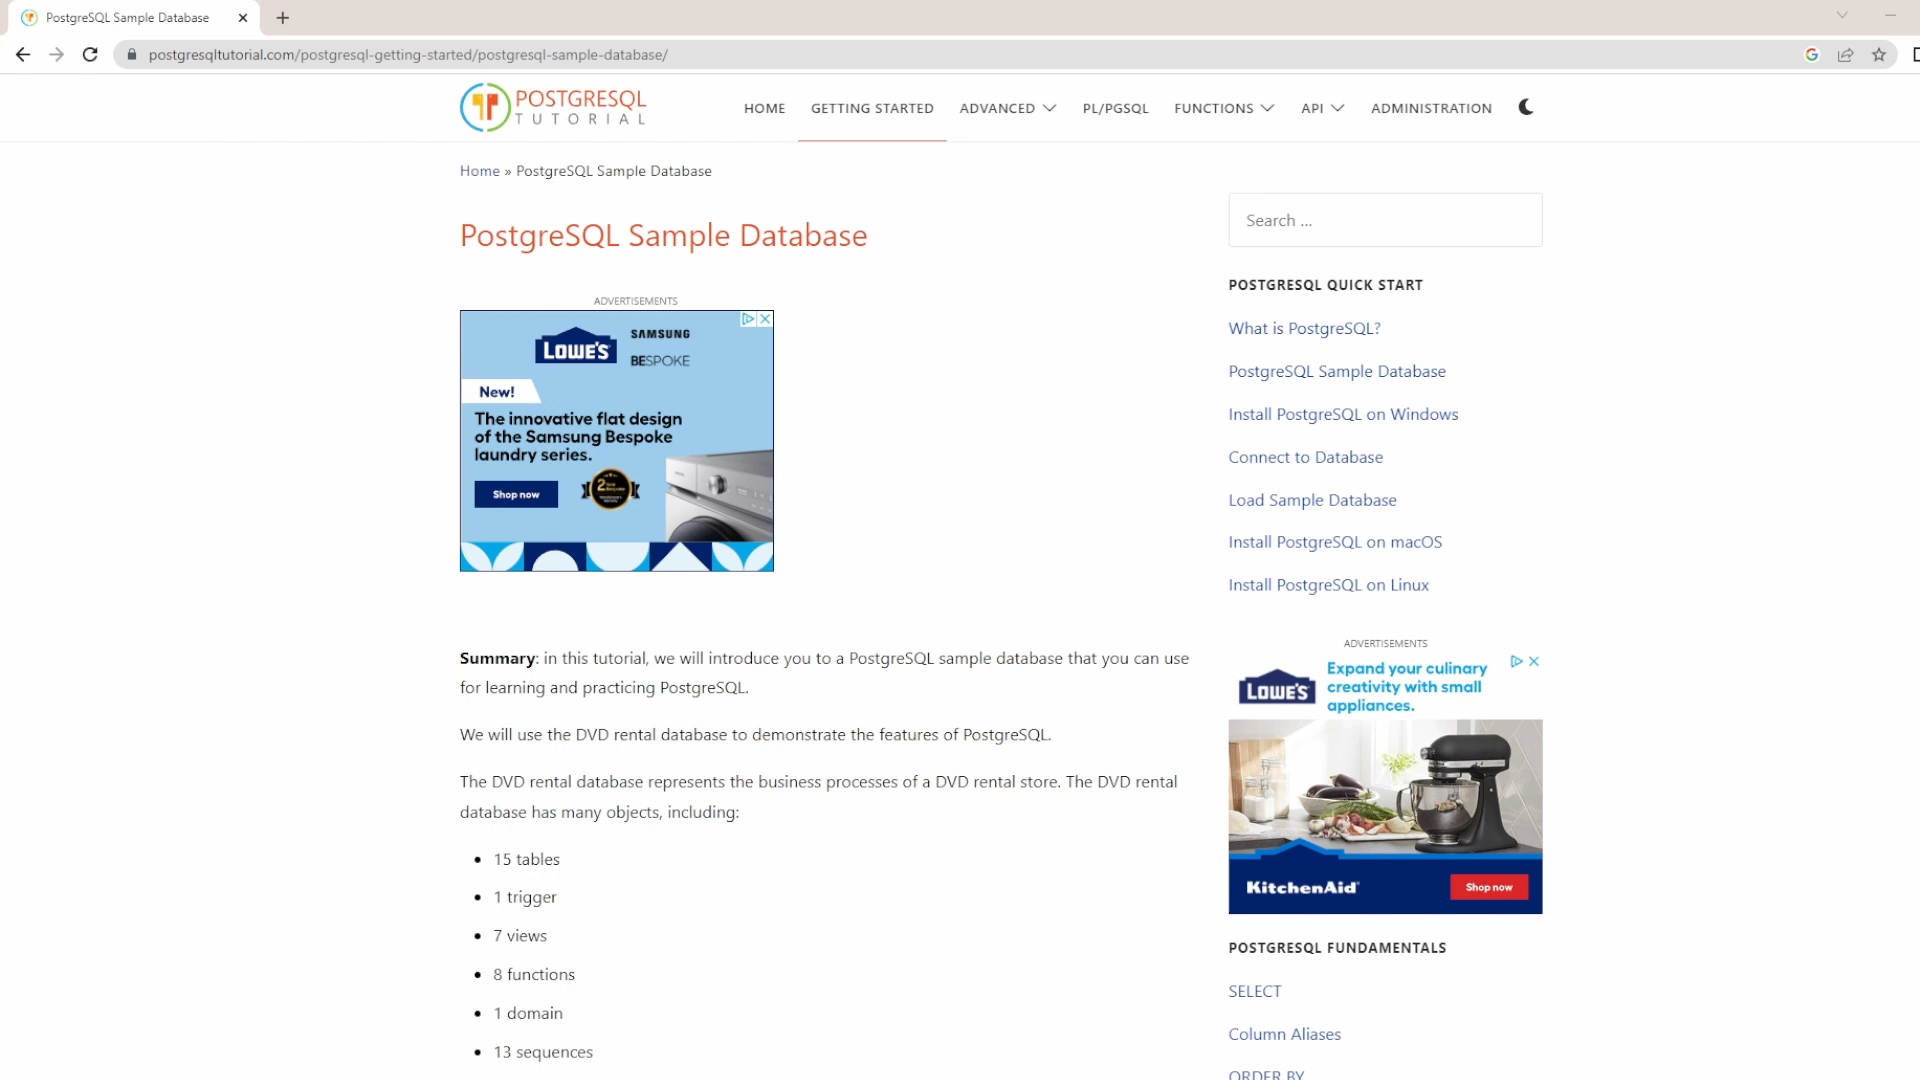 PostgreSQL Sample Database
postgresqltutorial.com/postgresql-getting-started/postgresql-sample-database/
POSTGRESQL
TUTORIAL
HOME
GETTING STARTED
ADVANCED
PL/PGSQL
FUNCTIONS
API
ADMINISTRATION
Home » PostgreSQL Sample Database
PostgreSQL Sample Database
ADVERTISEMENTS
LOWE'S
SAMSUNG
BESPOKE
New!
The innovative flat design
of the Samsung Bespoke
laundry series.
Shop now
Summary: in this tutorial, we will introduce you to a PostgreSQL sample database that you can use
for learning and practicing PostgreSQL.
We will use the DVD rental database to demonstrate the features of PostgreSQL.
The DVD rental database represents the business processes of a DVD rental store. The DVD rental
database has many objects, including:
15 tables
1 trigger
7 views
8 functions
1 domain
13 sequences
Search ...
POSTGRESQL QUICK START
What is PostgreSQL?
PostgreSQL Sample Database
Install PostgreSQL on Windows
Connect to Database
Load Sample Database
Install PostgreSQL on macOS
Install PostgreSQL on Linux
ADVERTISEMENTS
LOWE'S
Expand your culinary
creativity with small
appliances.
KitchenAid
Shop now
POSTGRESQL FUNDAMENTALS
SELECT
Column Aliases
ORDER BY